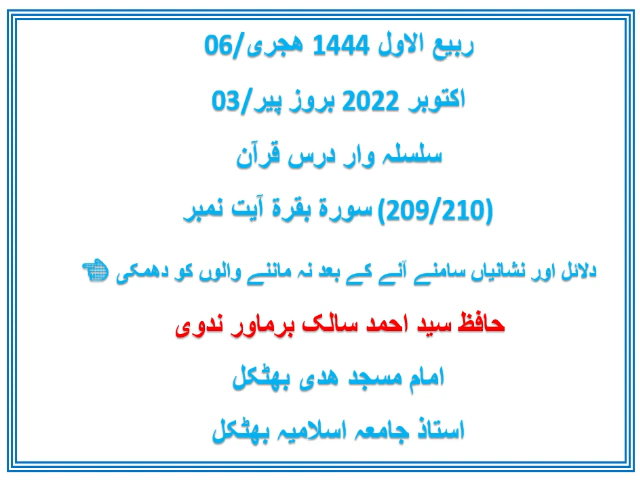 ربیع الاول 1444 ھجری/06
اکتوبر 2022 بروز پیر/03
سلسلہ وار درس قرآن
(209/210) سورۃ بقرۃ آیت نمبر
دلائل اور نشانیاں سامنے آنے کے بعد نہ ماننے والوں کو دھمکی
حافظ سید احمد سالک برماور ندوی
امام مسجد ھدی بھٹکل
استاذ جامعہ اسلامیہ بھٹکل